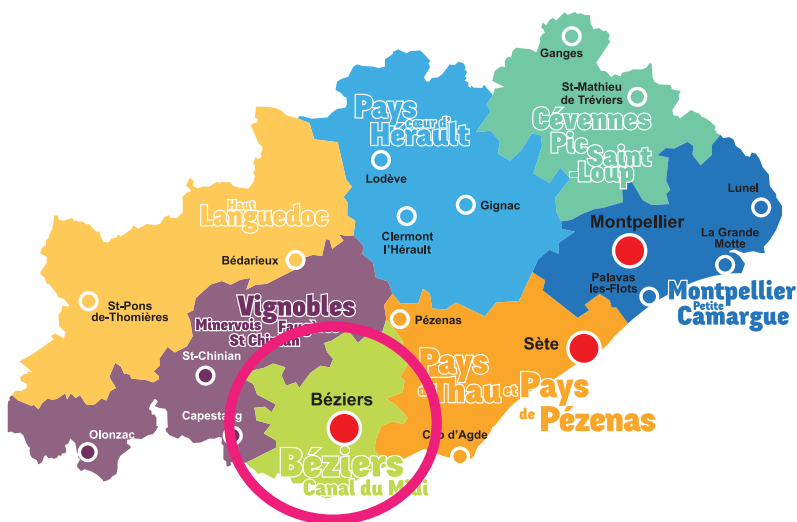 Ganges
St-Mathieu
de Tréviers
Cévennes
Pic
Saint
-Loup
Pays
cœur d'
Hérault
Lodève
Gignac
Clermont
l'Hérault
Lunel
Montpellier
La Grande
Motte
Palavas
les-Flots
Montpellier
Petite
Camargue
Haut
Languedoc
Bédarieux
St-Pons
de-Thomières
Vignobles
Minervois Faugères
St Chinian
St-Chinian
Capestang
Olonzac
Pézenas
Sète
Pays
de Thau et Pays
de Pézenas
Cap d'Agde
Béziers
Béziers
Canal du Midi